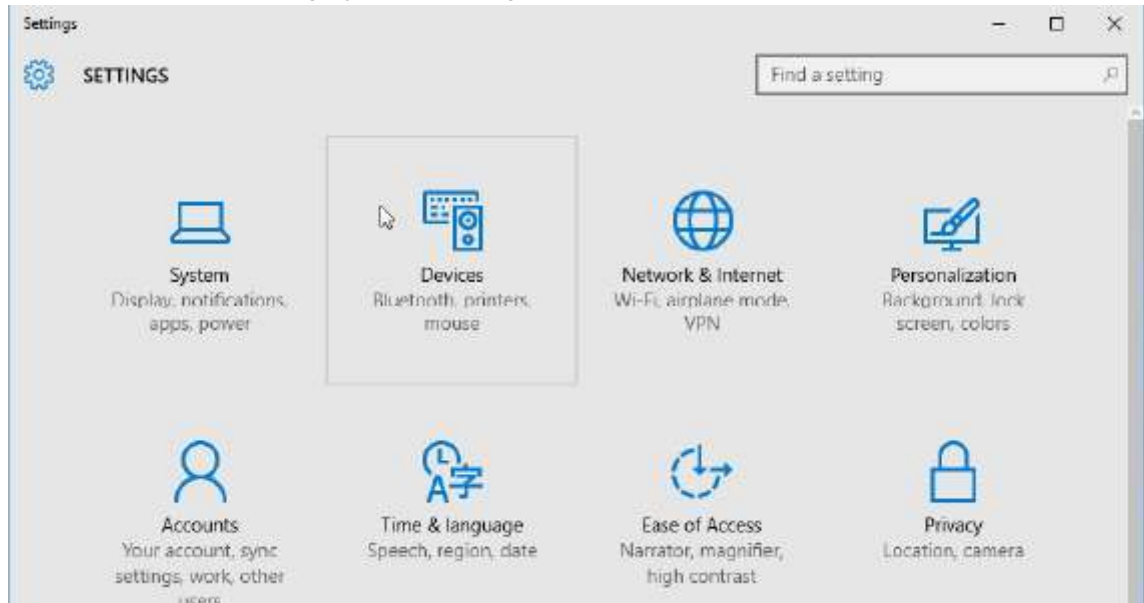 Settings
SETTINGS
Find a setting
System
Display, notifications,
apps, power
Devices
Bluetooth, printers,
mouse
Network & Internet
Wi-Fi, airplane mode,
VPN
Personalization
Background, lock
screen, colors
Accounts
Your account, sync
settings, work, other
users
Time & language
Speech, region, date
Ease of Access
Narrator, magnifier,
high contrast
Privacy
Location, camera